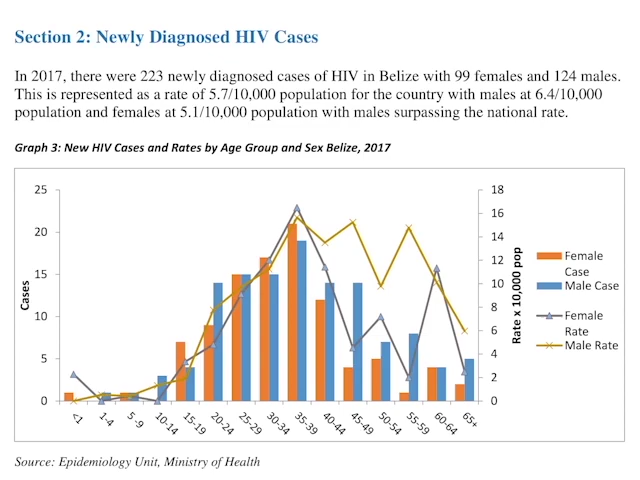 Section 2: Newly Diagnosed HIV Cases
In 2017, there were 223 newly diagnosed cases of HIV in Belize with 99 females and 124 males.
This is represented as a rate of 5.7/10,000 population for the country with males at 6.4/10,000
population and females at 5.1/10,000 population with males surpassing the national rate.
Graph 3: New HIV Cases and Rates by Age Group and Sex Belize, 2017
25
20
15
10
5
0
Cases
18
16
14
12
10
8
6
4
2
0
Rate x 10,000 pop
<1
1-4
5 -9
10-14
15-19
20-24
25-29
30-34
35-39
40-44
45-49
50-54
55-59
60-64
65+
Female
Case
Male Case
Female
Rate
Male Rate
Source: Epidemiology Unit, Ministry of Health